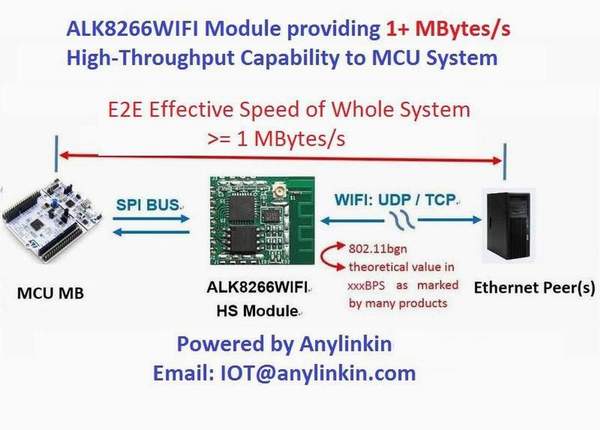 ALK8266WIFI Module providing 1+ MBytes/s
High-Throughput Capability to MCU System
E2E Effective Speed of Whole System
>= 1 MBytes/s
SPI BUS
WIFI: UDP / TCP
802.11bgn
theoretical value in
xxxBPS as marked
by many products
MCU MB
ALK8266WIFI
HS Module
Ethernet Peer(s)
Powered by Anylinkin
Email: IOT@anylinkin.com